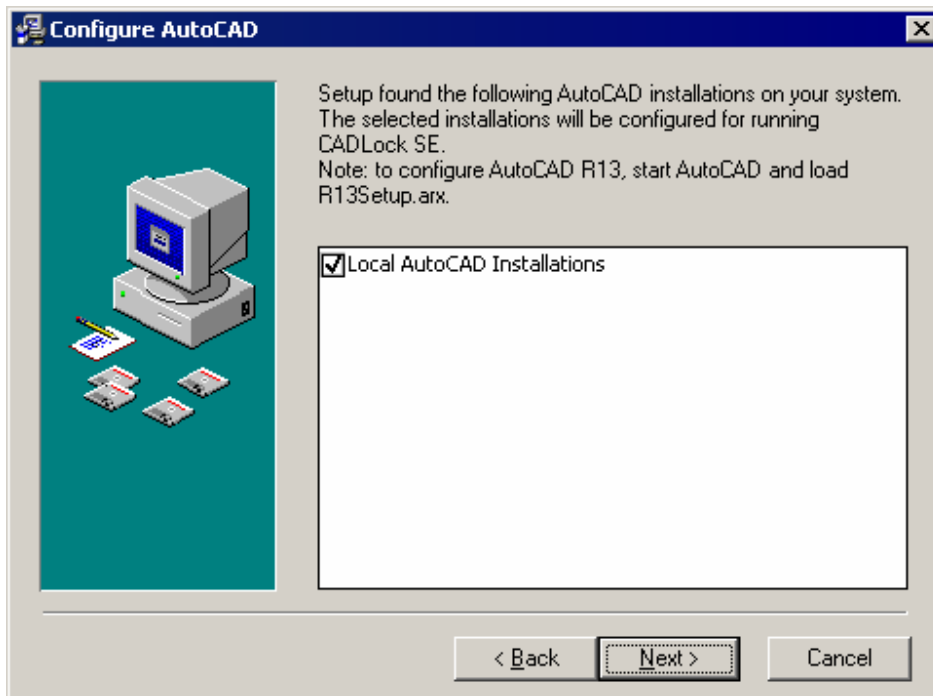 Configure AutoCAD
Setup found the following AutoCAD installations on your system.
The selected installations will be configured for running
CADLock SE.
Note: to configure AutoCAD R13, start AutoCAD and load
R13Setup.arx.
Local AutoCAD Installations
< Back
Next >
Cancel